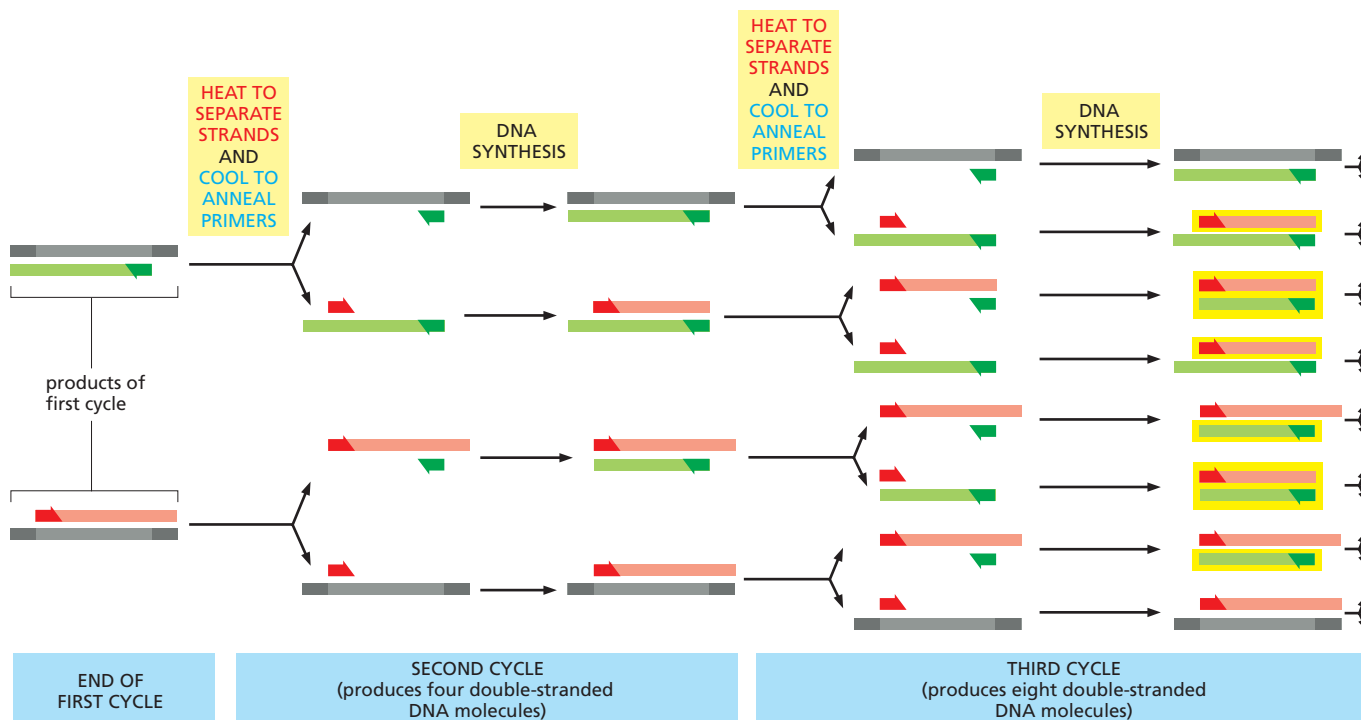 HEAT TO
SEPARATE
STRANDS
AND
COOL TO
ANNEAL
PRIMERS
DNA
SYNTHESIS
HEAT TO
SEPARATE
STRANDS
AND
COOL TO
ANNEAL
PRIMERS
DNA
SYNTHESIS
products of
first cycle
END OF
FIRST CYCLE
SECOND CYCLE
(produces four double-stranded
DNA molecules)
THIRD CYCLE
(produces eight double-stranded
DNA molecules)